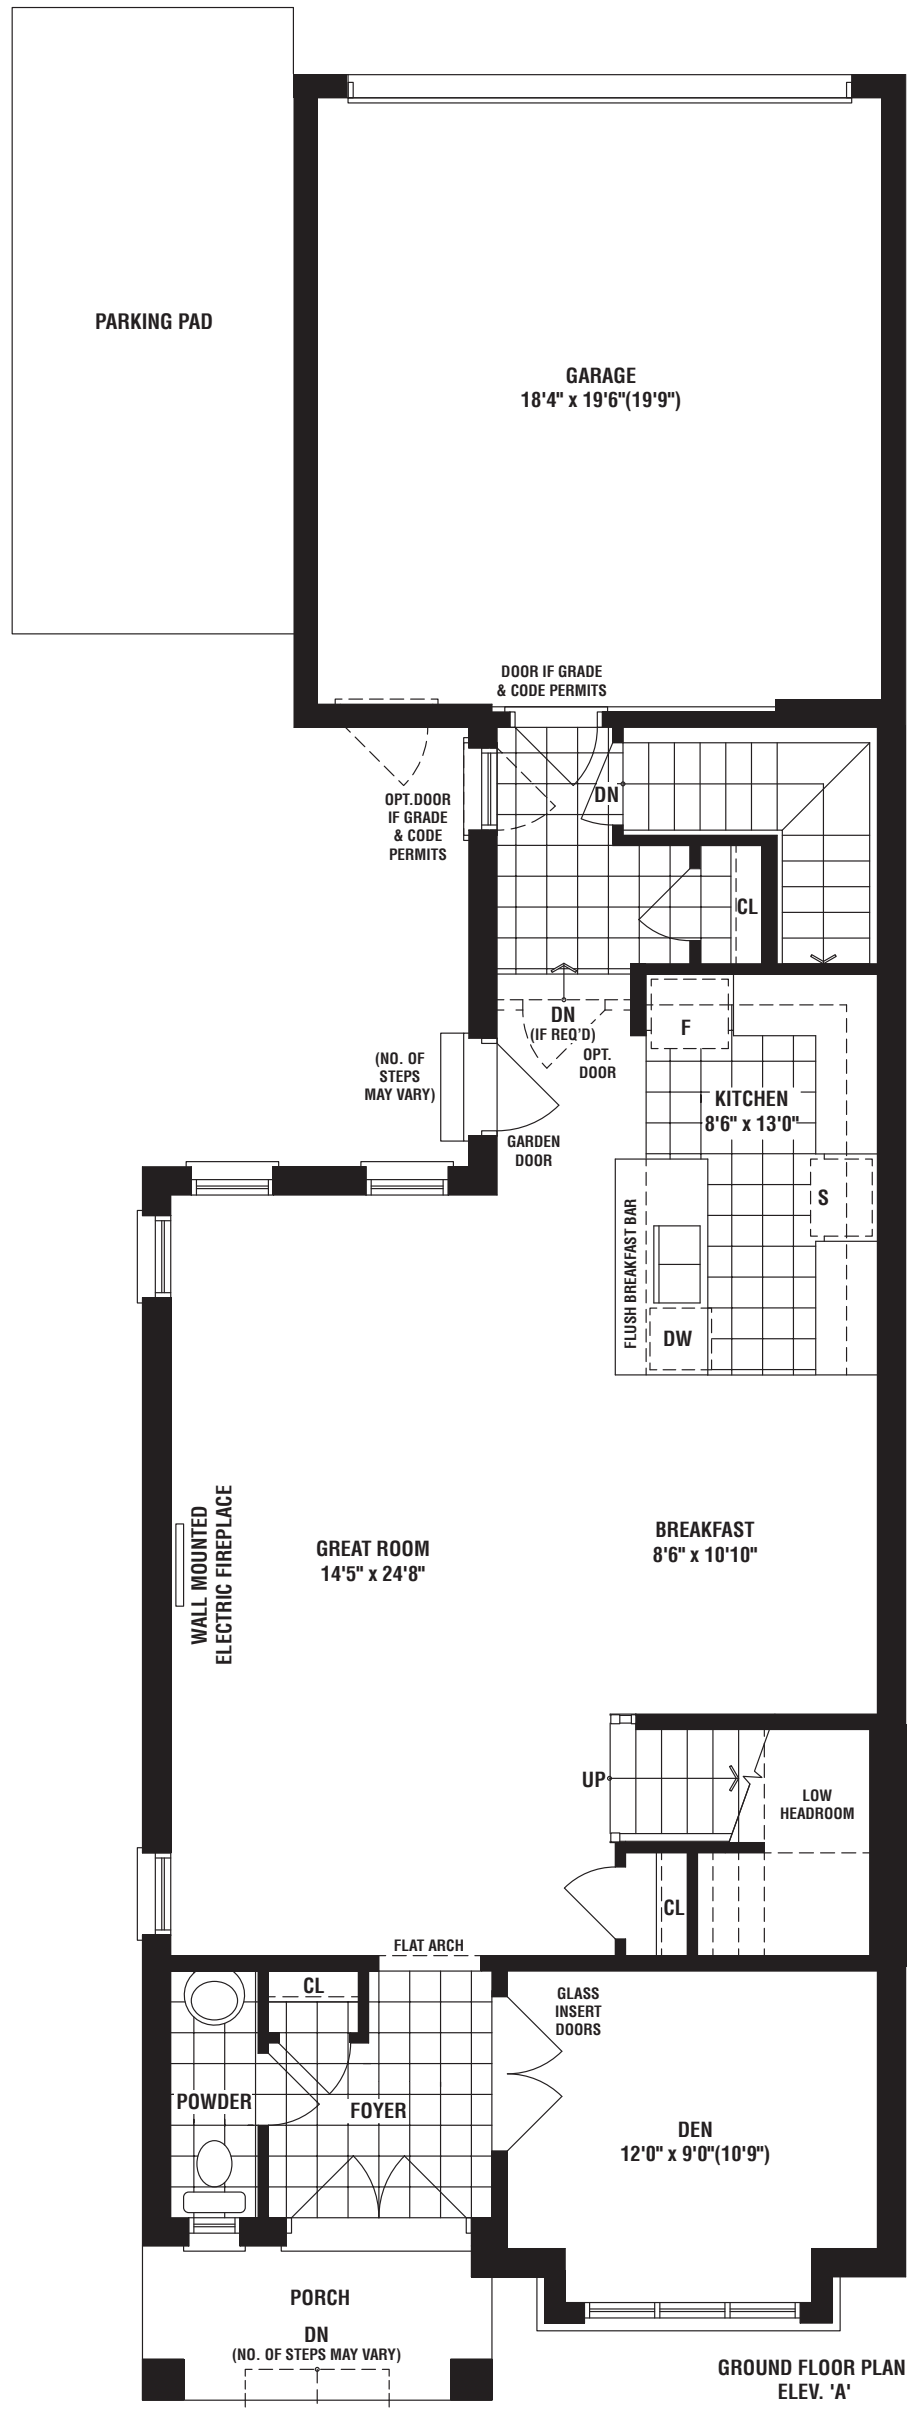 PARKING PAD
GARAGE
18'4" x 19'6"(19'9")
DOOR IF GRADE
& CODE PERMITS
OPT.DOOR
IF GRADE
& CODE
PERMITS
DN
CL
DN
(IF REQ'D)
OPT.
DOOR
F
(NO. OF
STEPS
MAY VARY)
GARDEN
DOOR
KITCHEN
8'6" x 13'0"
S
FLUSH BREAKFAST BAR
DW
WALL MOUNTED
ELECTRIC FIREPLACE
GREAT ROOM
14'5" x 24'8"
BREAKFAST
8'6" x 10'10"
UP
LOW
HEADROOM
CL
FLAT ARCH
CL
GLASS
INSERT
DOORS
POWDER
FOYER
DEN
12'0" x 9'0"(10'9")
PORCH
DN
(NO. OF STEPS MAY VARY)
GROUND FLOOR PLAN
ELEV. 'A'